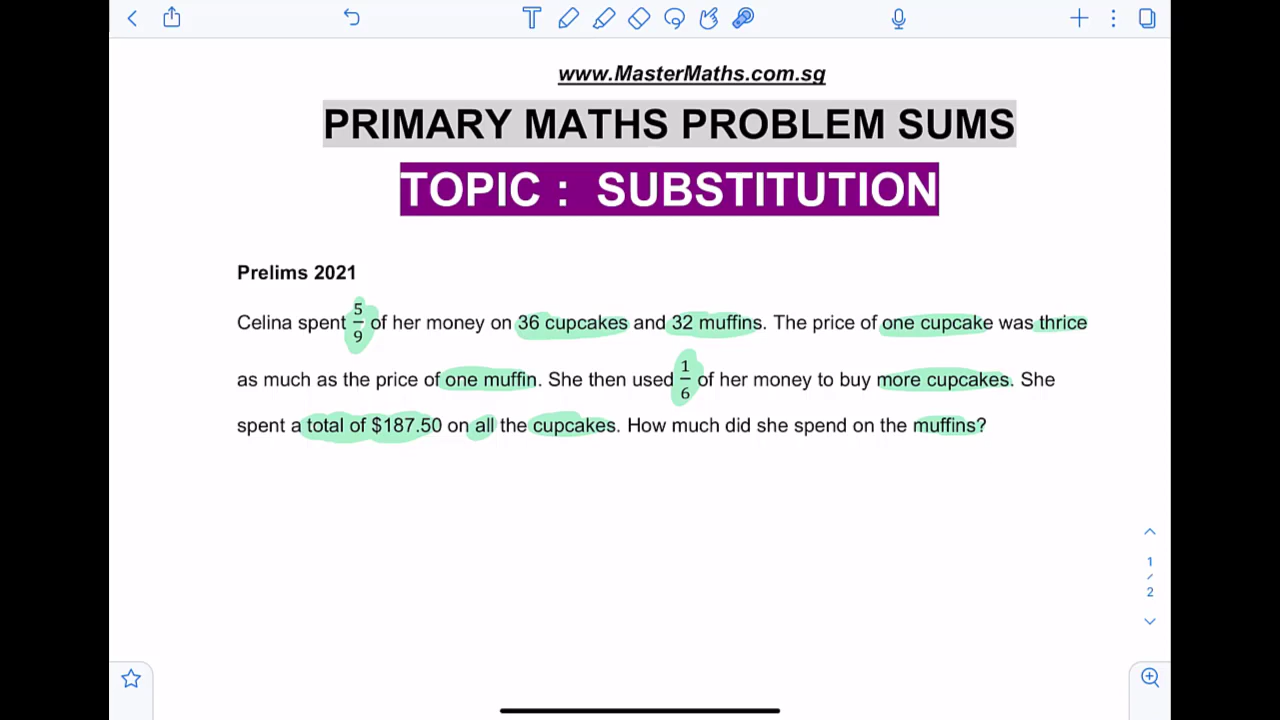 www.MasterMaths.com.sg
PRIMARY MATHS PROBLEM SUMS
TOPIC : SUBSTITUTION
Prelims 2021
Celina spent 5/9 of her money on 36 cupcakes and 32 muffins. The price of one cupcake was thrice
as much as the price of one muffin. She then used 1/6 of her money to buy more cupcakes. She
spent a total of $187.50 on all the cupcakes. How much did she spend on the muffins?
1
/
2